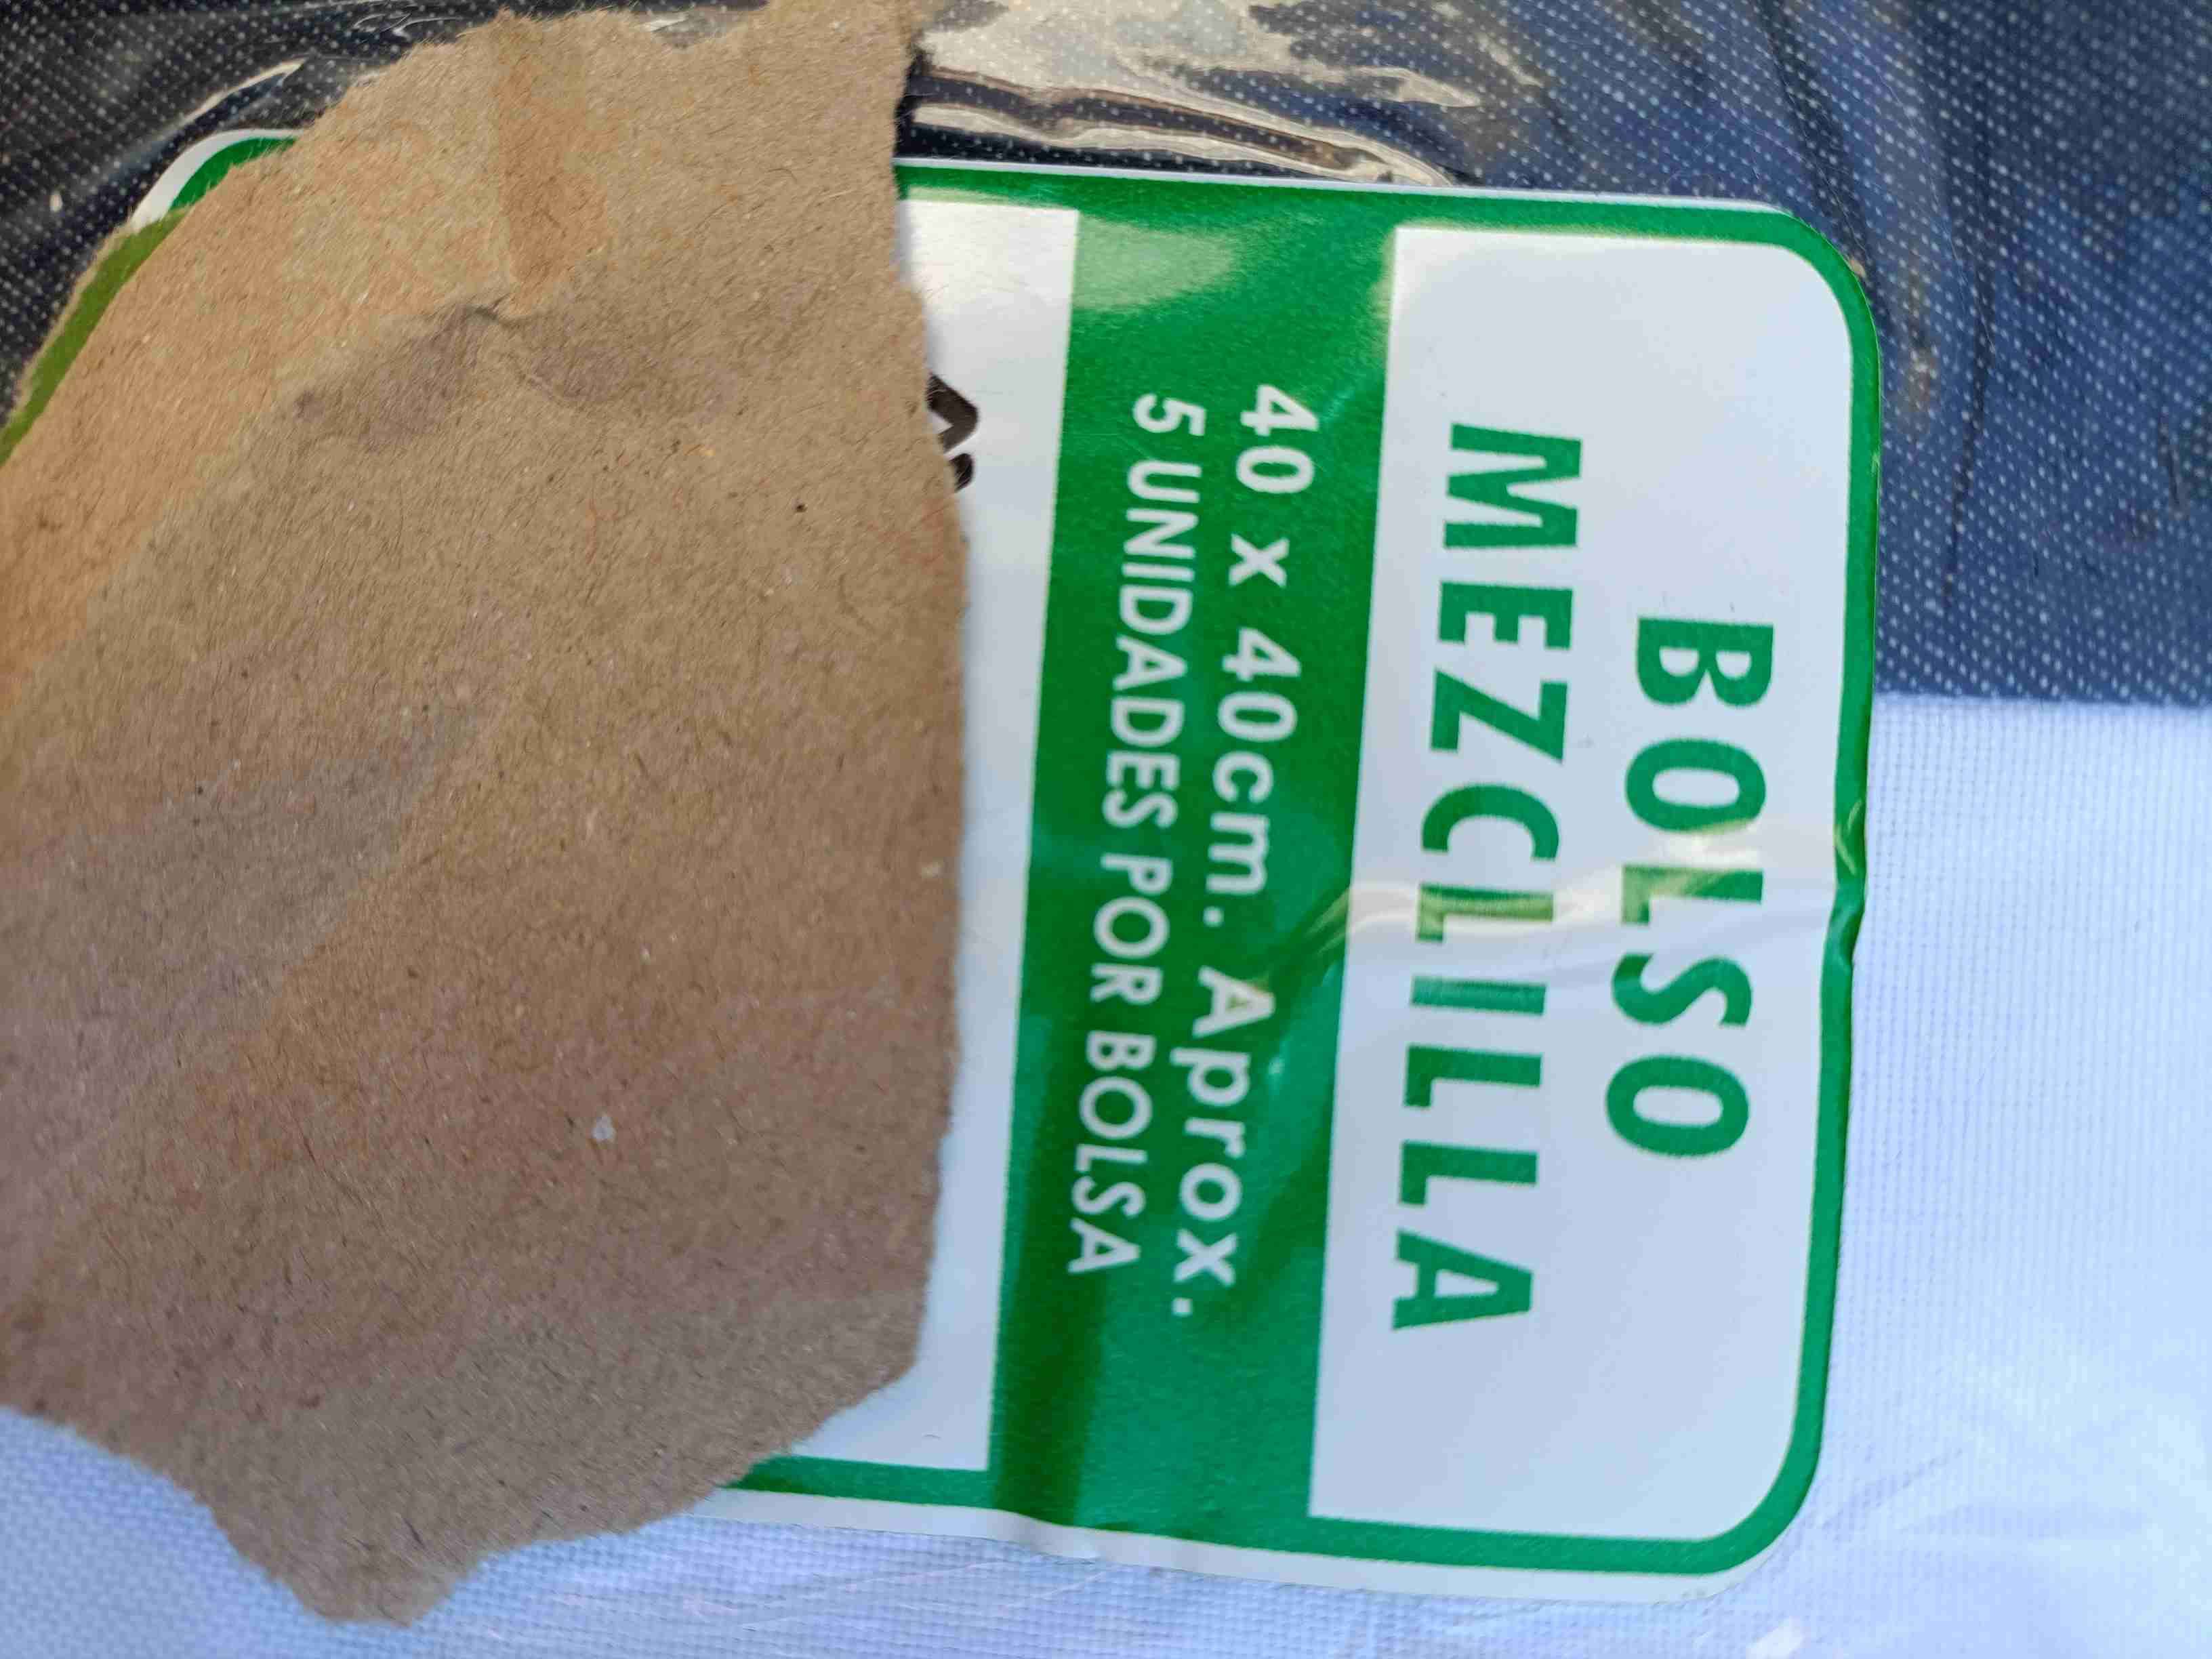 BOLSO
MEZCLILLA
40 x 40cm. Aprox.
5 UNIDADES POR BOLSA